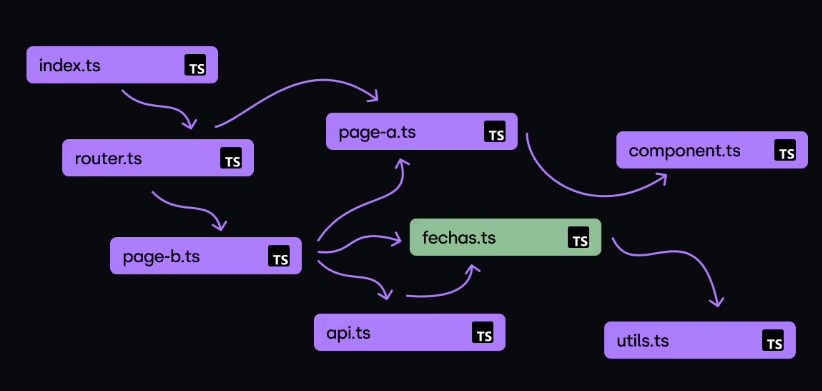 index.ts TS
router.ts TS
page-a.ts TS
component.ts TS
page-b.ts TS
fechas.ts TS
api.ts TS
utils.ts TS